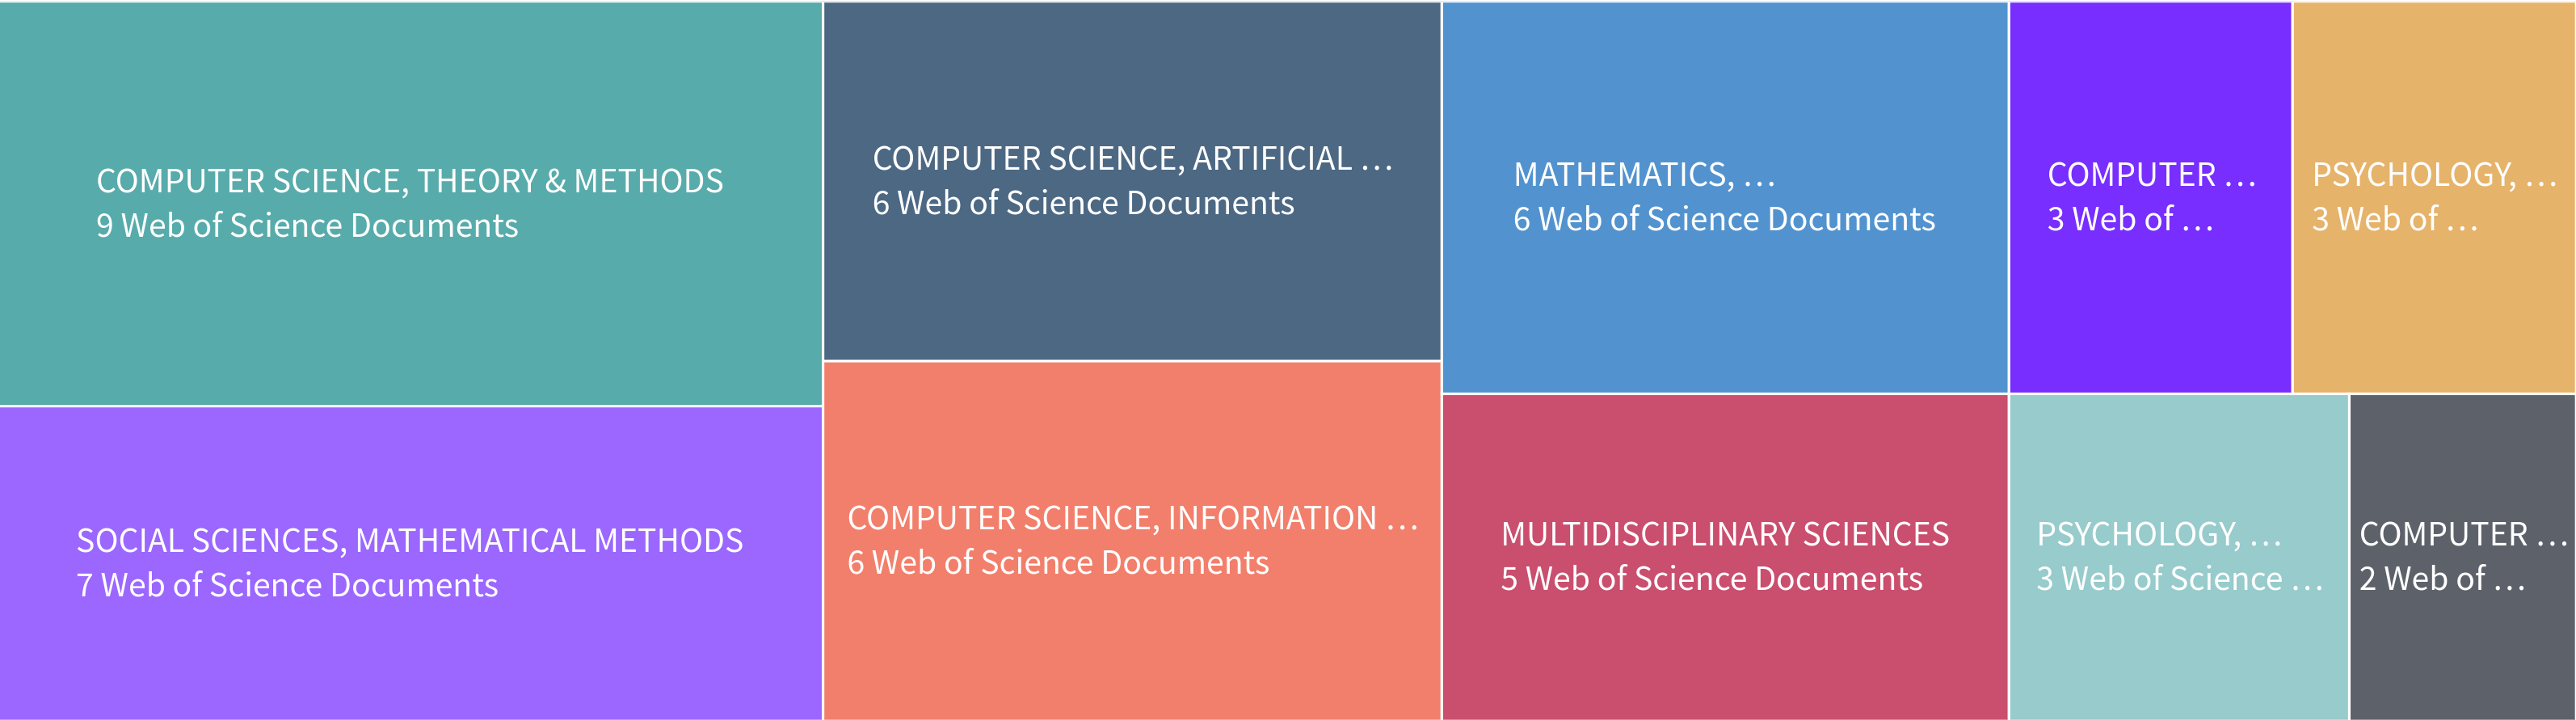 COMPUTER SCIENCE, THEORY & METHODS
9 Web of Science Documents
COMPUTER SCIENCE, ARTIFICIAL …
6 Web of Science Documents
MATHEMATICS, …
6 Web of Science Documents
COMPUTER …
3 Web of …
PSYCHOLOGY, …
3 Web of …
SOCIAL SCIENCES, MATHEMATICAL METHODS
7 Web of Science Documents
COMPUTER SCIENCE, INFORMATION …
6 Web of Science Documents
MULTIDISCIPLINARY SCIENCES
5 Web of Science Documents
PSYCHOLOGY, …
3 Web of Science …
COMPUTER …
2 Web of …